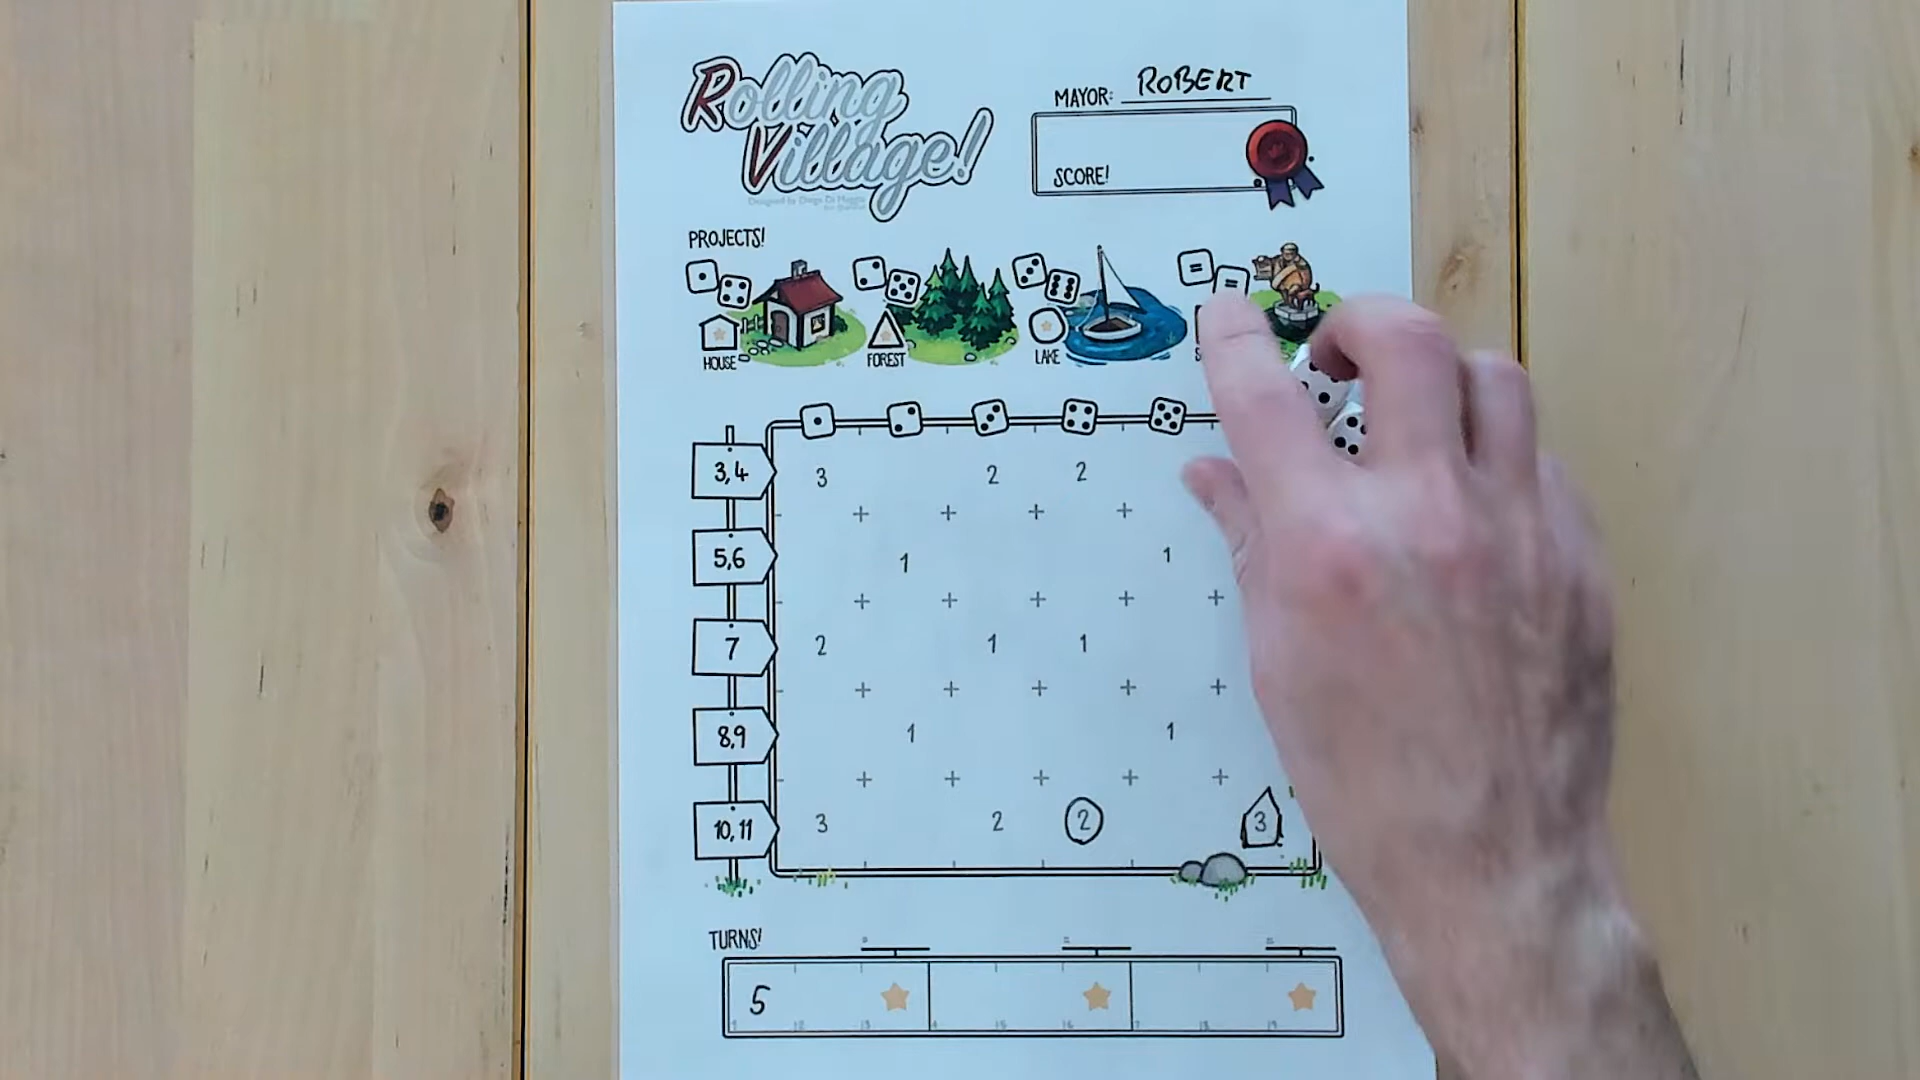 Rolling
Village!
MAYOR: ROBERT
SCORE!
PROJECTS!
= =
HOUSE
FOREST
LAKE
3,4
3 2 2
5,6
1 1
7
2 1 1
8,9
1 1
10,11
3 2 2 3
TURNS!
5